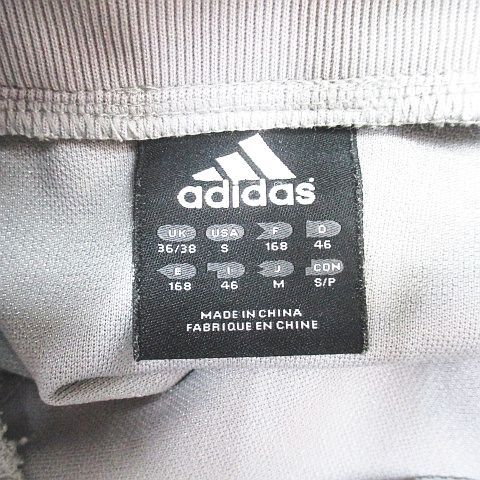 adidas
UK USA F D
36/38 S 168 46
E I J CDN
168 46 M S/P
MADE IN CHINA
FABRIQUE EN CHINE